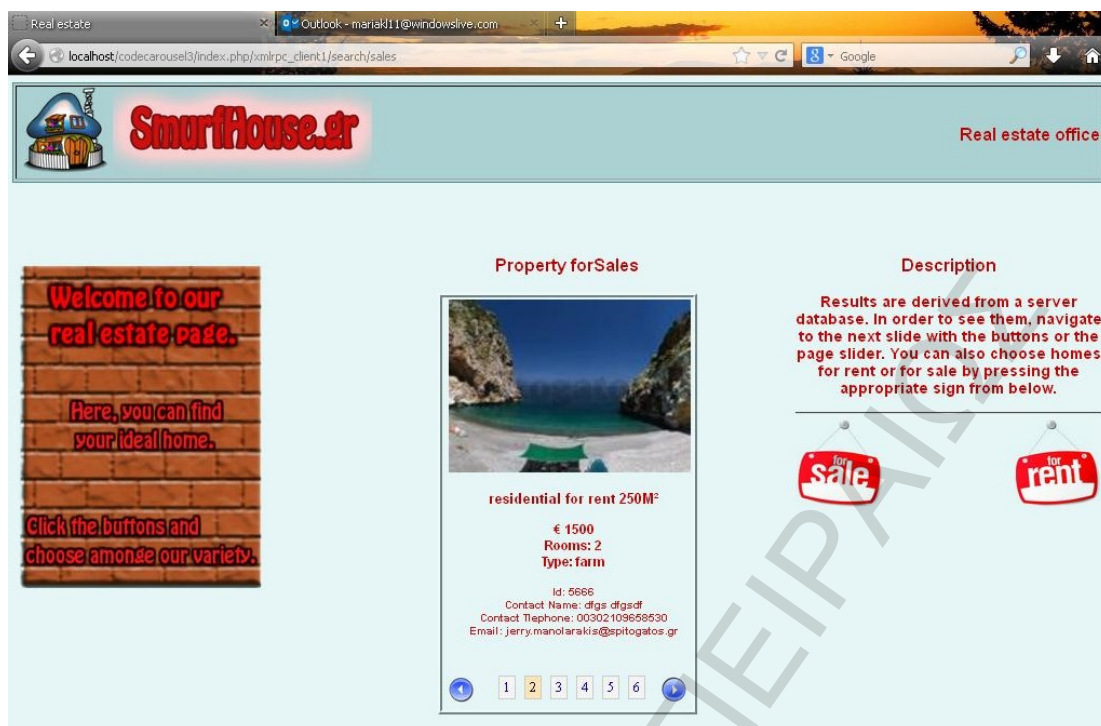 Real estate
Outlook - mariakl11@windowslive.com
localhost/codecarousel3/index.php/xmlrpc_client1/search/sales
Google
SmurfHouse.gr
Real estate office
Welcome to our
real estate page.
Here, you can find
your ideal home.
Click the buttons and
choose amonge our variety.
Property forSales
residential for rent 250M²
€ 1500
Rooms: 2
Type: farm
Id: 5666
Contact Name: dfgs dfgsdf
Contact Tlephone: 00302109658530
Email: jerry.manolarakis@spitogatos.gr
1 2 3 4 5 6
Description
Results are derived from a server
database. In order to see them, navigate
to the next slide with the buttons or the
page slider. You can also choose homes
for rent or for sale by pressing the
appropriate sign from below.
for
sale
for
rent
ΠΕΙΡΑΙΩΣ